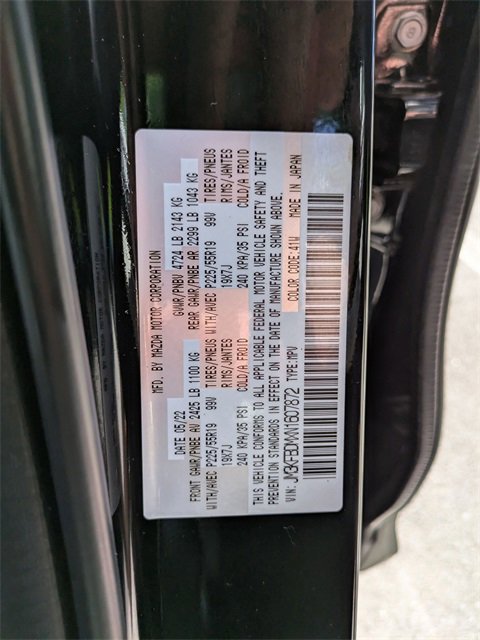 MFD. BY MAZDA MOTOR CORPORATION
DATE 05/22 GVWR/PNBV 4724 LB 2143 KG
FRONT GAWR/PNBE AV 2425 LB 1100 KG REAR GAWR/PNBE AR 2299 LB 1043 KG
WITH/AVEC P225/55R19 99V TIRES/PNEUS WITH/AVEC P225/55R19 99V TIRES/PNEUS
19X7J RIMS/JANTES 19X7J RIMS/JANTES
240 KPA/35 PSI COLD/A FROID 240 KPA/35 PSI COLD/A FROID
THIS VEHICLE CONFORMS TO ALL APPLICABLE FEDERAL MOTOR VEHICLE SAFETY AND THEFT
PREVENTION STANDARDS IN EFFECT ON THE DATE OF MANUFACTURE SHOWN ABOVE.
VIN: TYPE:MPV COLOR CODE:41W MADE IN JAPAN